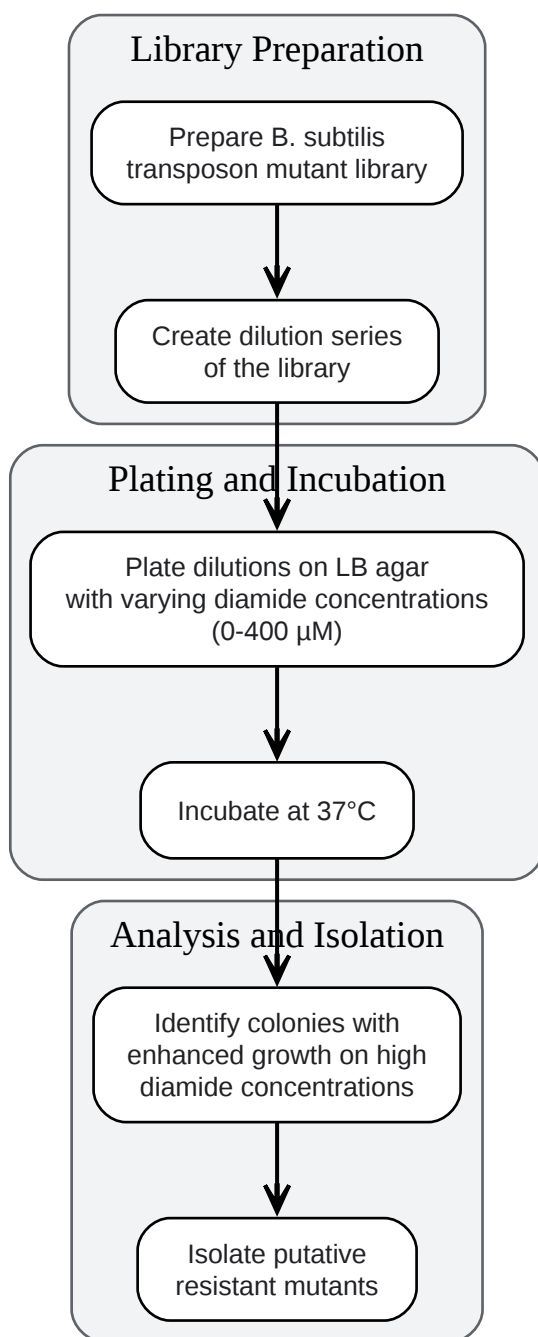 Library Preparation
Prepare B. subtilis
transposon mutant library
Create dilution series
of the library
Plating and Incubation
Plate dilutions on LB agar
with varying diamide concentrations
(0-400 µM)
Incubate at 37°C
Analysis and Isolation
Identify colonies with
enhanced growth on high
diamide concentrations
Isolate putative
resistant mutants